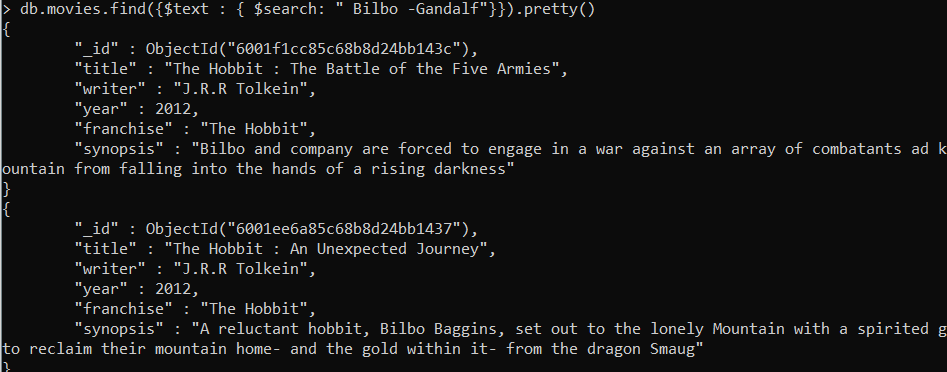 > db.movies.find({$text : { $search: " Bilbo -Gandalf"}}).pretty()
{
"_id" : ObjectId("6001f1cc85c68b8d24bb143c"),
"title" : "The Hobbit : The Battle of the Five Armies",
"writer" : "J.R.R Tolkein",
"year" : 2012,
"franchise" : "The Hobbit",
"synopsis" : "Bilbo and company are forced to engage in a war against an array of combatants ad k
ountain from falling into the hands of a rising darkness"
}
{
"_id" : ObjectId("6001ee6a85c68b8d24bb1437"),
"title" : "The Hobbit : An Unexpected Journey",
"writer" : "J.R.R Tolkein",
"year" : 2012,
"franchise" : "The Hobbit",
"synopsis" : "A reluctant hobbit, Bilbo Baggins, set out to the lonely Mountain with a spirited g
to reclaim their mountain home- and the gold within it- from the dragon Smaug"
}